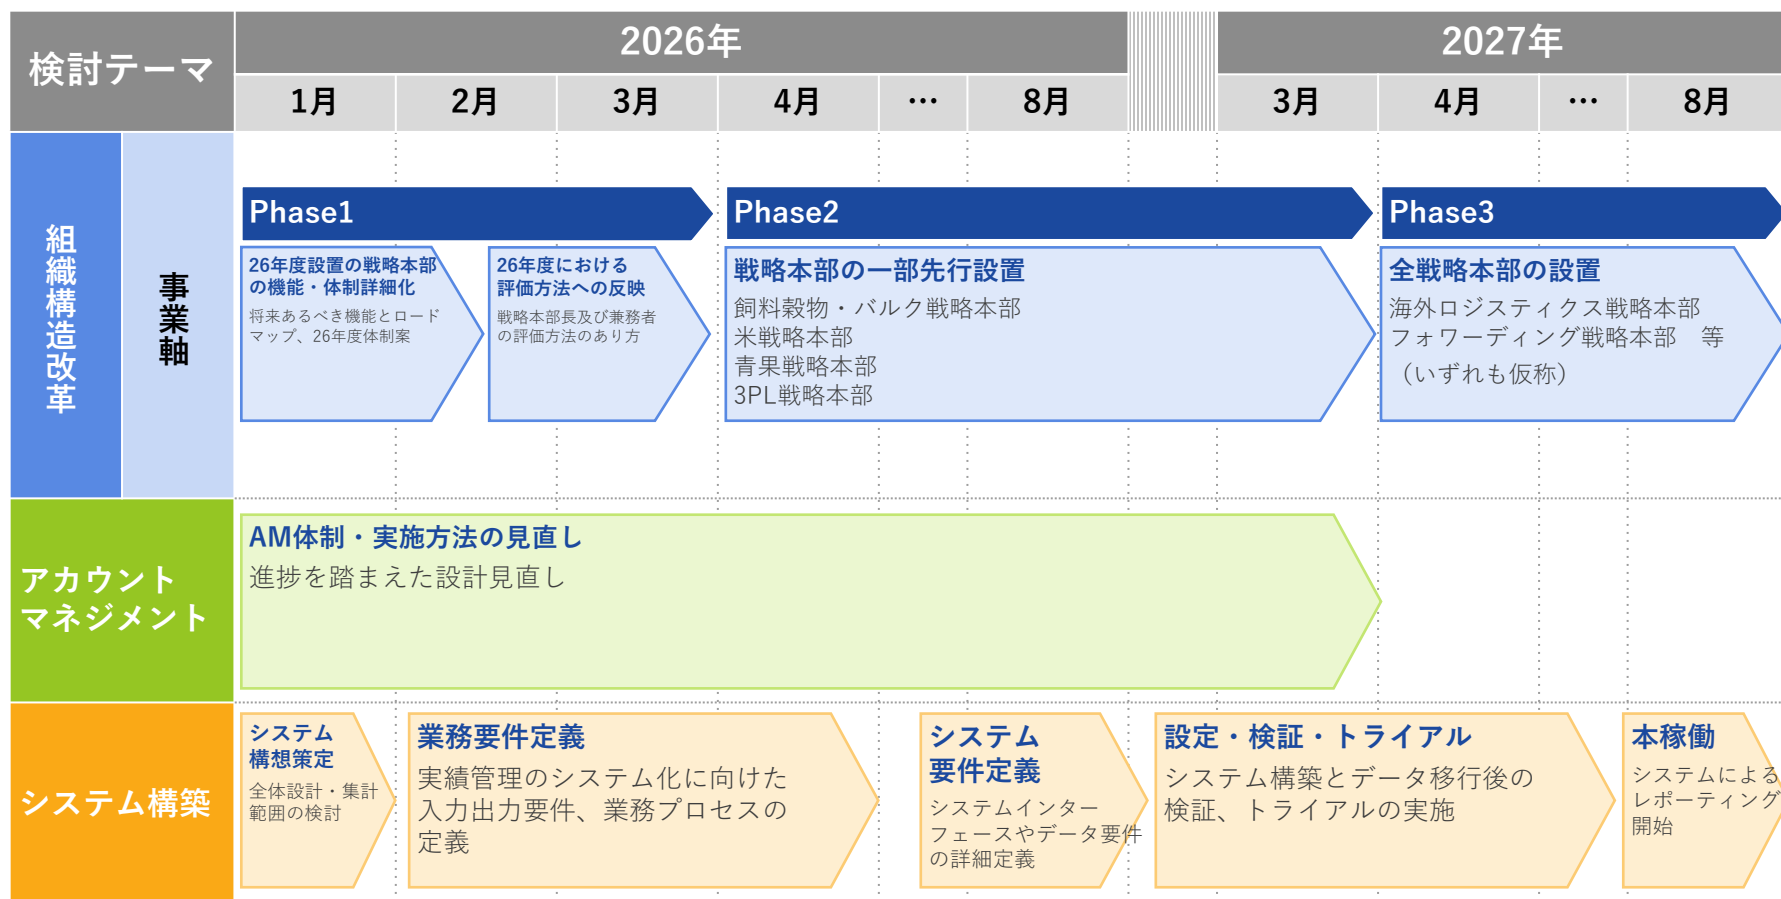 検討テーマ
2026年
2027年
1月
2月
3月
4月
…
8月
3月
4月
…
8月
組織構造改革
事業軸
Phase1
Phase2
Phase3
26年度設置の戦略本部
の機能・体制詳細化
将来あるべき機能とロード
マップ、26年度体制案
26年度における
評価方法への反映
戦略本部長及び兼務者
の評価方法のあり方
戦略本部の一部先行設置
飼料穀物・バルク戦略本部
米戦略本部
青果戦略本部
3PL戦略本部
全戦略本部の設置
海外ロジスティクス戦略本部
フォワーディング戦略本部　等
（いずれも仮称）
アカウント
マネジメント
AM体制・実施方法の見直し
進捗を踏まえた設計見直し
システム構築
システム
構想策定
全体設計・集計
範囲の検討
業務要件定義
実績管理のシステム化に向けた
入力出力要件、業務プロセスの
定義
システム
要件定義
システムインター
フェースやデータ要件
の詳細定義
設定・検証・トライアル
システム構築とデータ移行後の
検証、トライアルの実施
本稼働
システムによる
レポーティング
開始